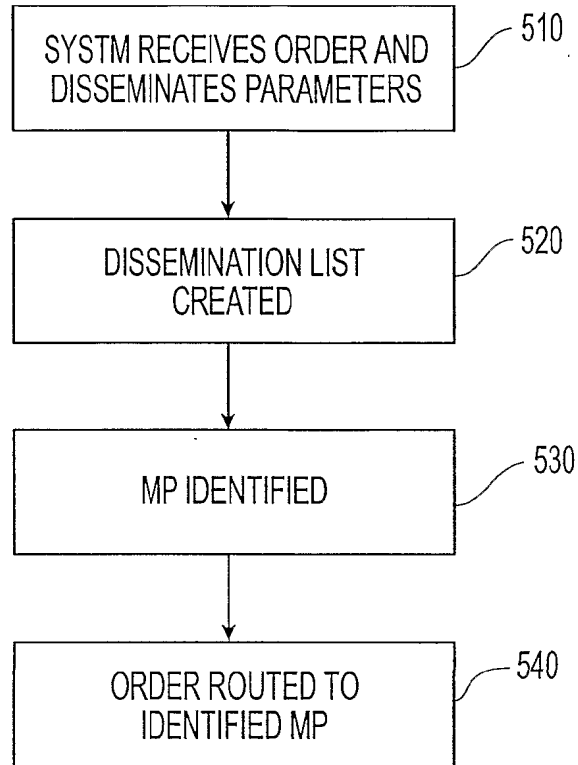 510
SYSTM RECEIVES ORDER AND
DISSEMINATES PARAMETERS
520
DISSEMINATION LIST
CREATED
530
MP IDENTIFIED
540
ORDER ROUTED TO
IDENTIFIED MP